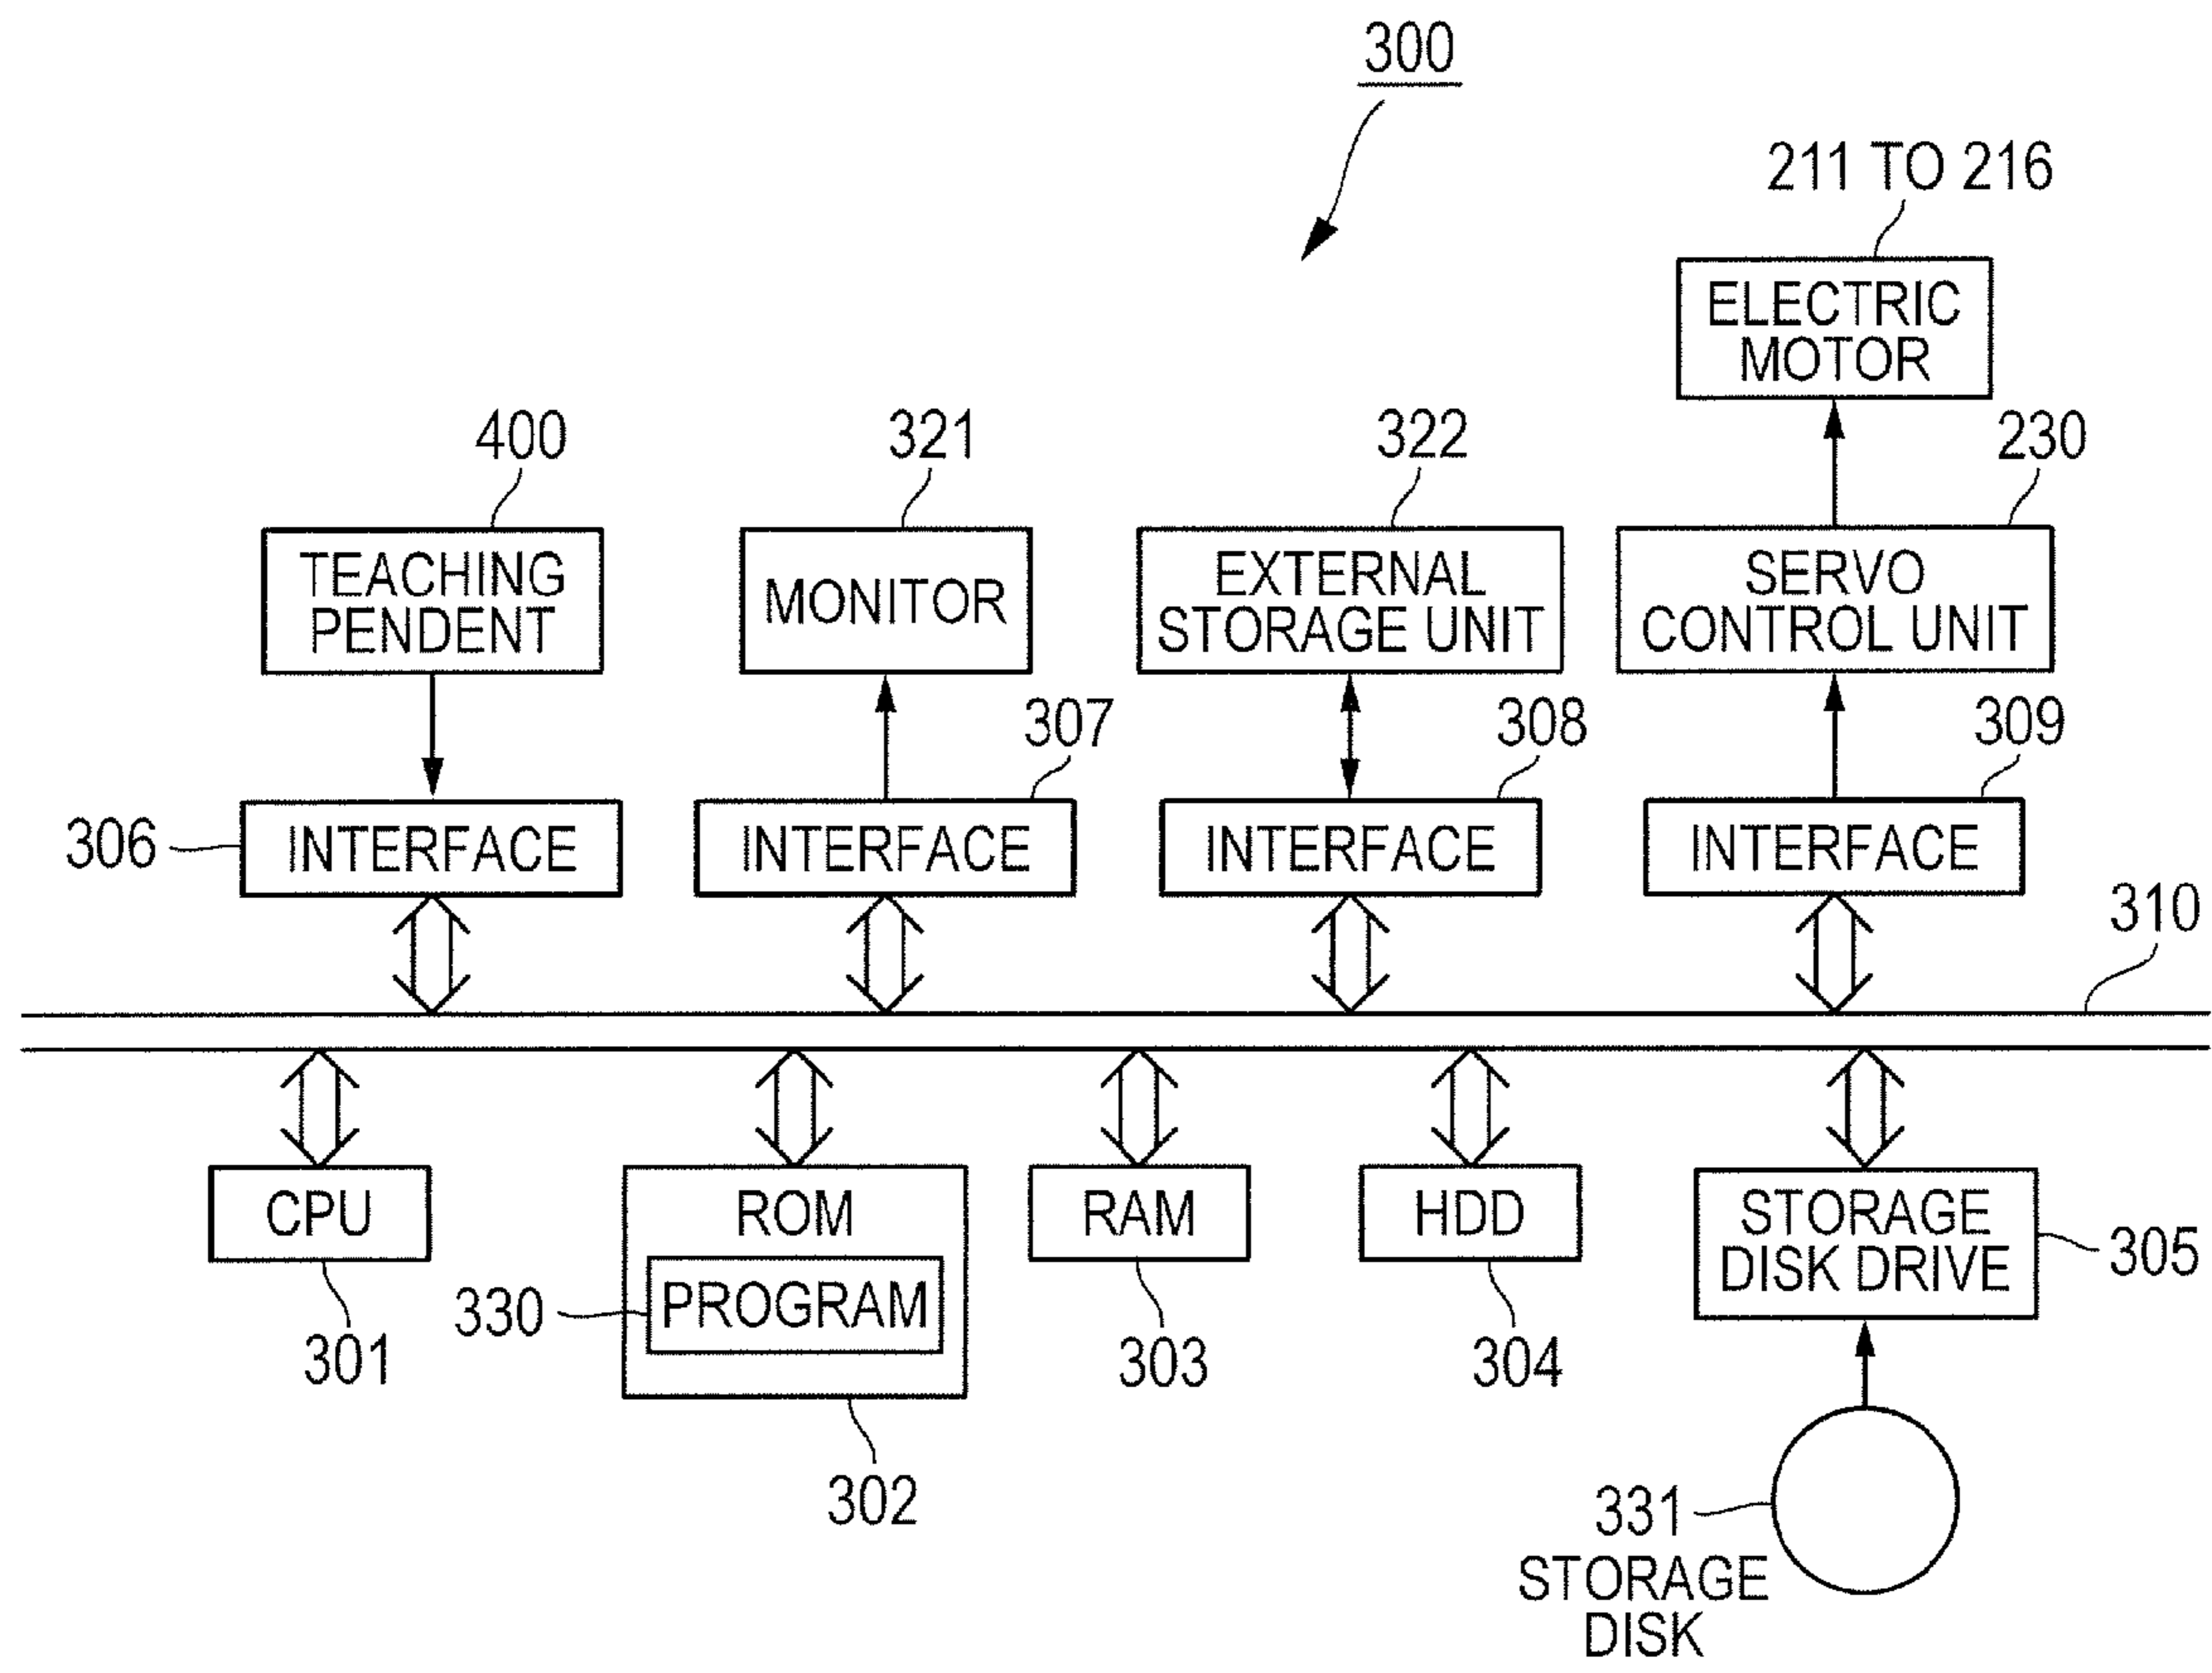 300
211 TO 216
ELECTRIC
MOTOR
400
321
322
230
TEACHING
PENDENT
MONITOR
EXTERNAL
STORAGE UNIT
SERVO
CONTROL UNIT
307
308
309
306
INTERFACE
INTERFACE
INTERFACE
INTERFACE
310
CPU
ROM
RAM
HDD
STORAGE
DISK DRIVE
305
330
PROGRAM
301
303
304
302
331
STORAGE
DISK